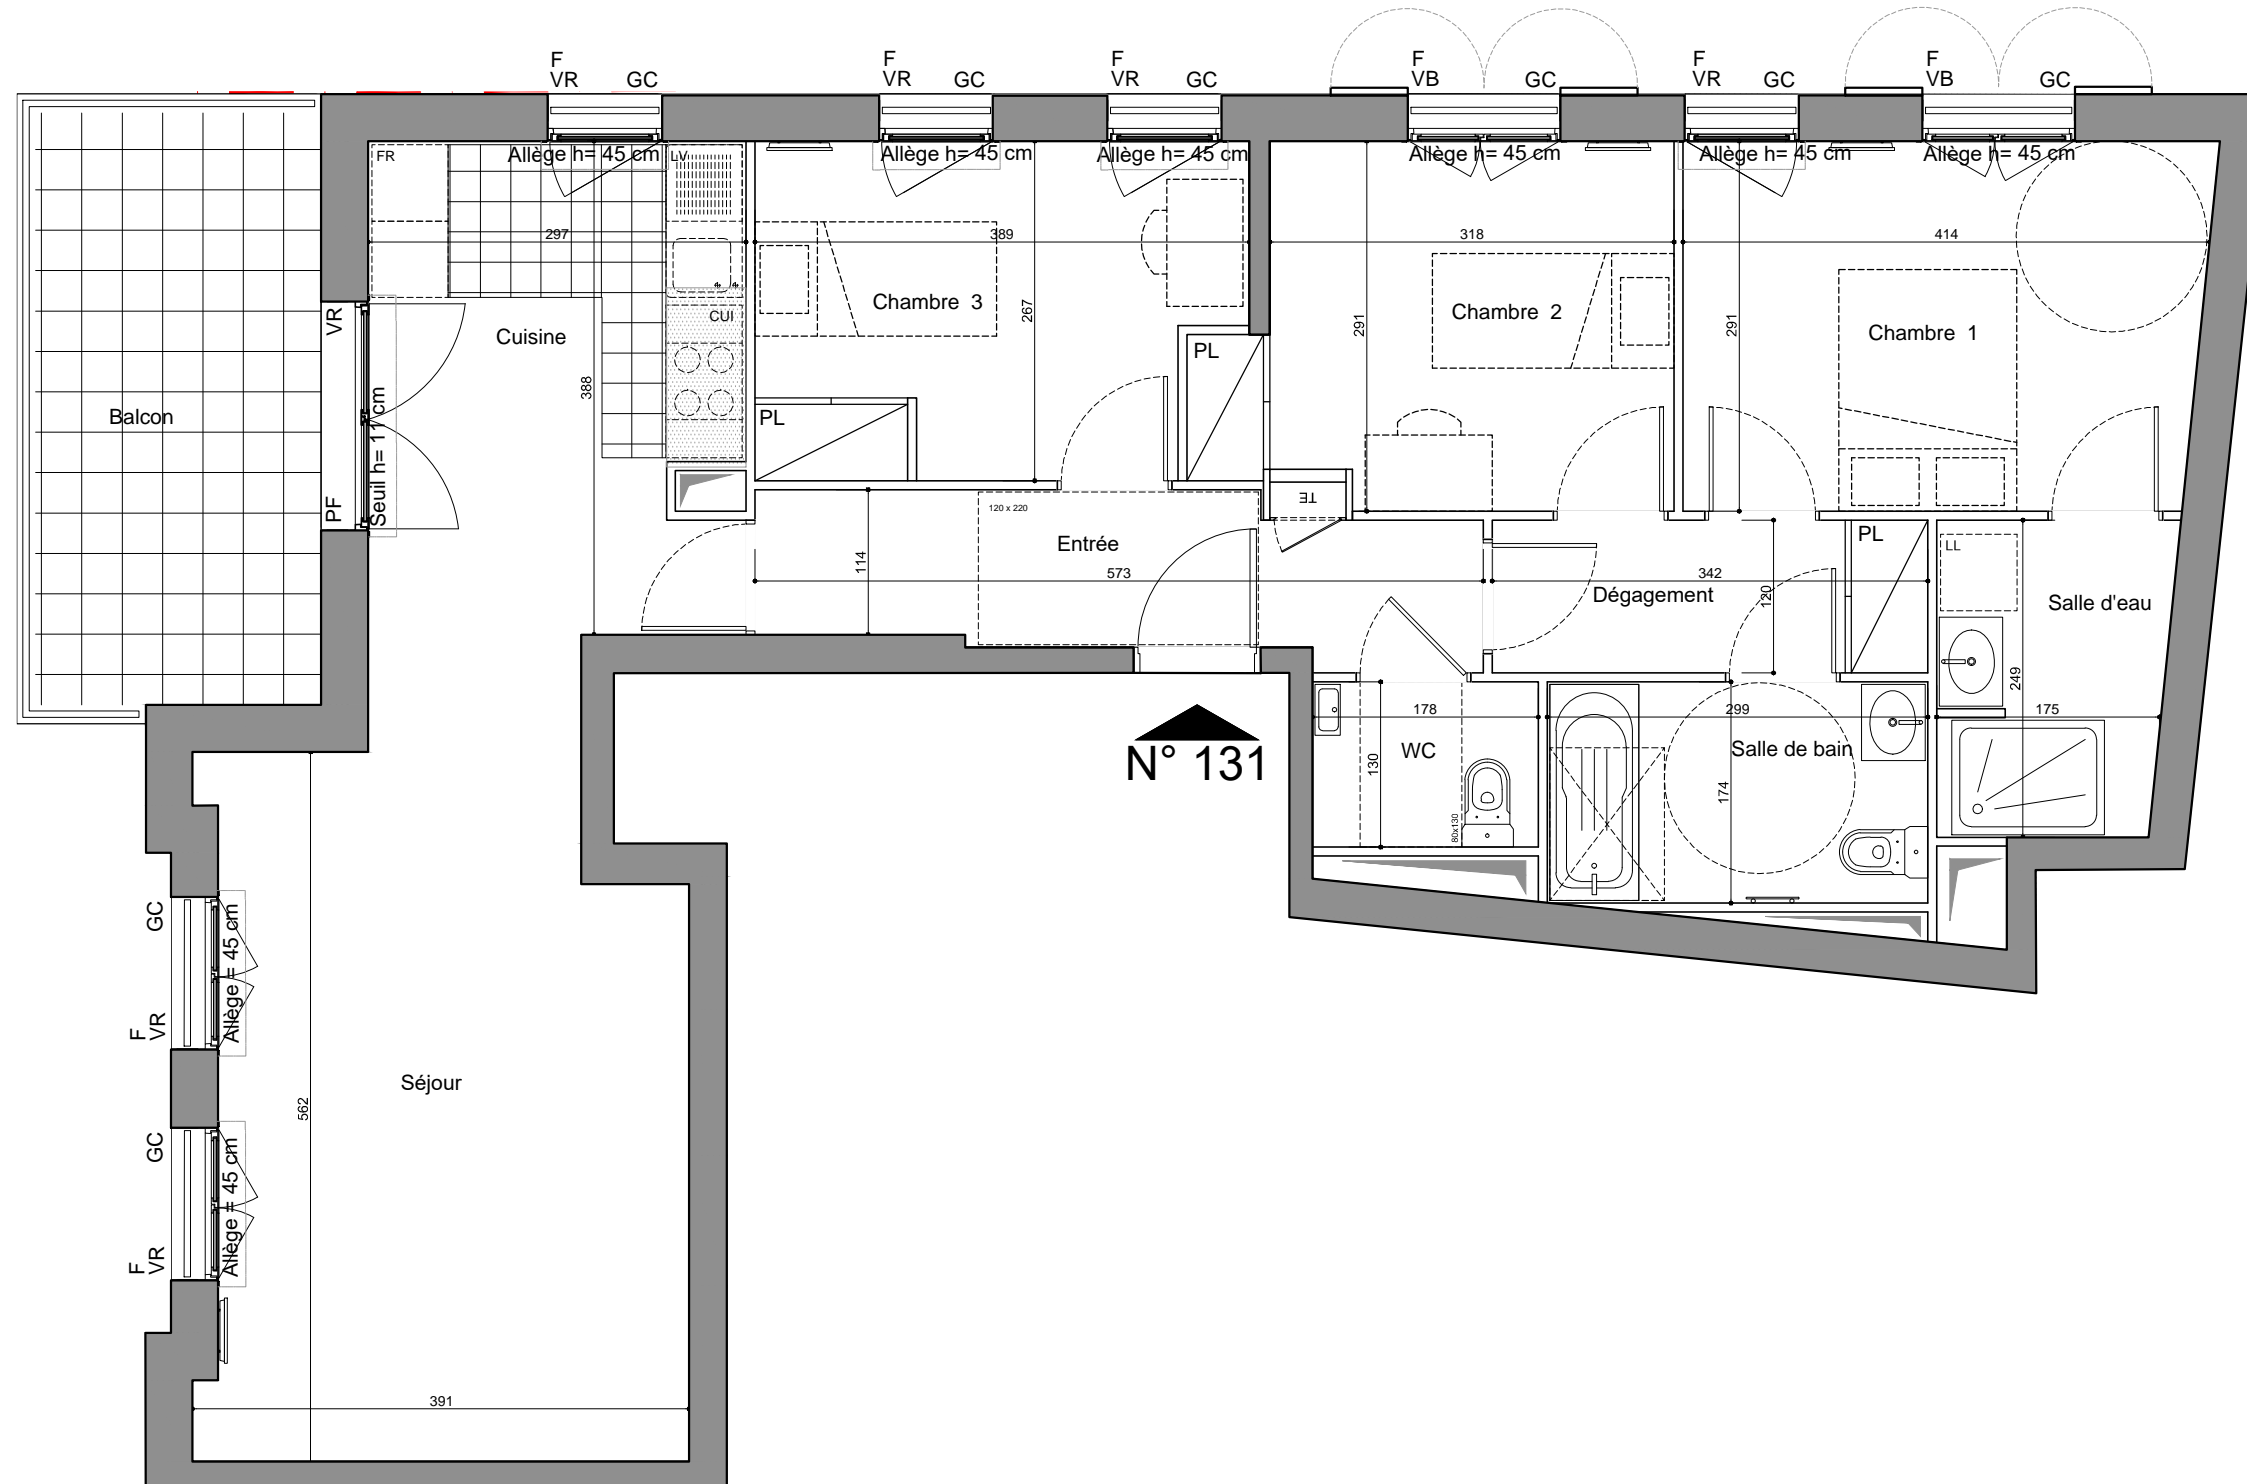 F
VR GC
F
VR GC
F
VR GC
F
VB GC
F
VR GC
F
VB GC
FR
Allège h= 45 cm
LV
Allège h= 45 cm
Allège h= 45 cm
Allège h= 45 cm
Allège h= 45 cm
Allège h= 45 cm
297
389
318
414
Chambre 3
267
Chambre 2
291
Chambre 1
291
CUI
VR
Cuisine
PL
388
Balcon
PL
Seuil h= 11 cm
PF
TE
120 x 220
Entrée
114
573
342
PL
LL
Dégagement
120
Salle d'eau
249
178
299
175
N° 131
WC
130
80x130
Salle de bain
174
GC
Allège = 45 cm
F
VR
Séjour
562
GC
Allège = 45 cm
F
VR
391